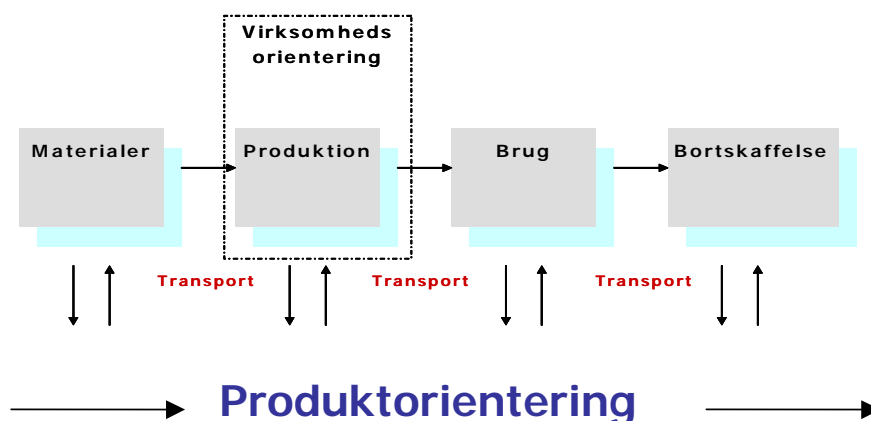 Virksomheds
orientering
Materialer
Produktion
Brug
Bortskaffelse
Transport
Transport
Transport
Produktorientering